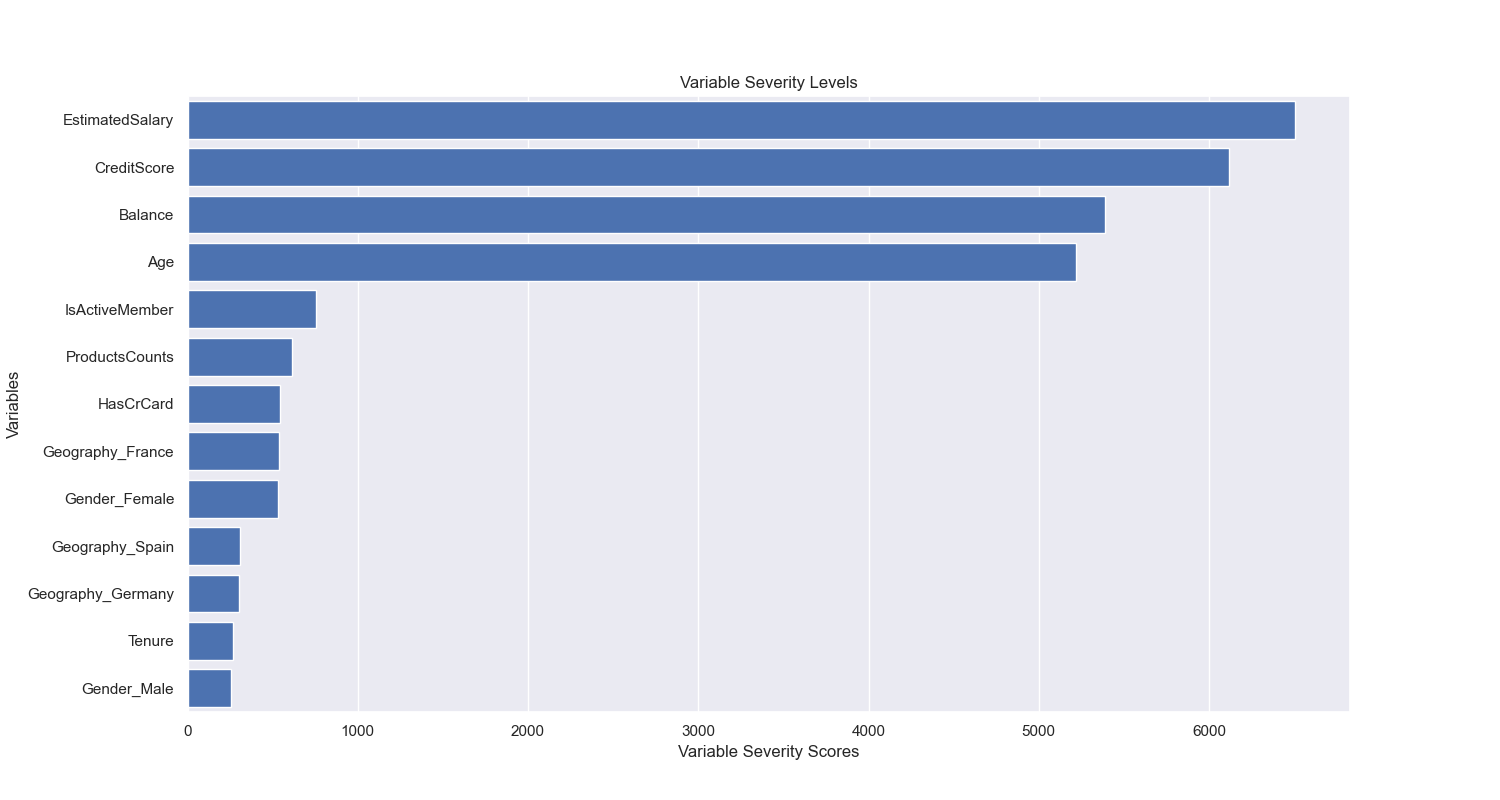 Variable Severity Levels
EstimatedSalary
CreditScore
Balance
Age
IsActiveMember
ProductsCounts
HasCrCard
Geography_France
Gender_Female
Geography_Spain
Geography_Germany
Tenure
Gender_Male
Variables
0 1000 2000 3000 4000 5000 6000
Variable Severity Scores